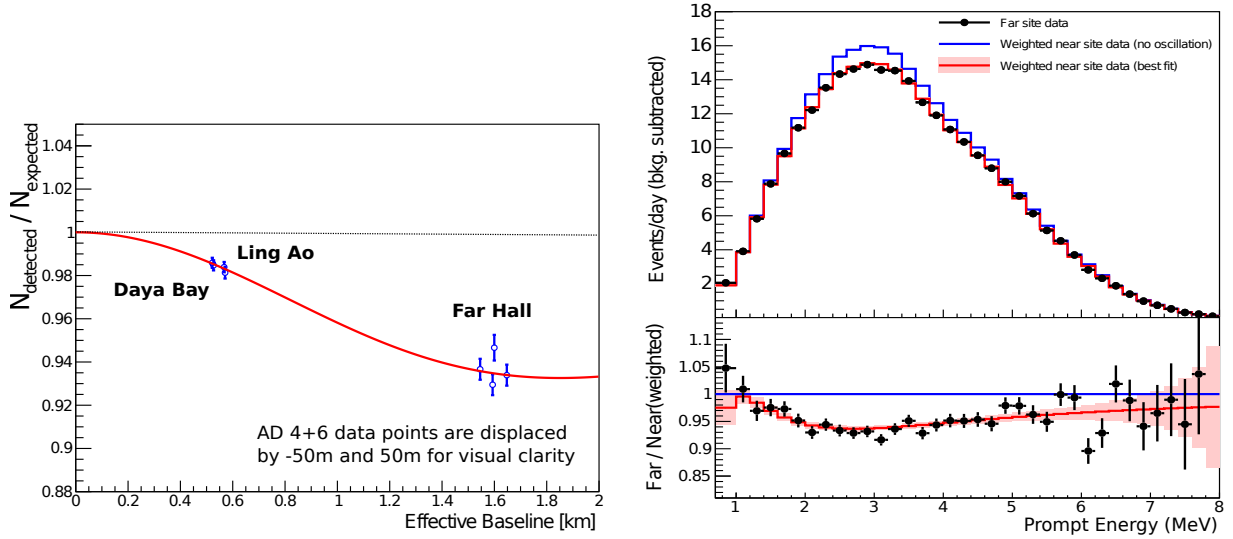 N_detected / N_expected
1.04
1.02
1
0.98
0.96
0.94
0.92
0.9
0.88
Ling Ao
Daya Bay
Far Hall
AD 4+6 data points are displaced
by -50m and 50m for visual clarity
0 0.2 0.4 0.6 0.8 1 1.2 1.4 1.6 1.8 2
Effective Baseline [km]
Events/day (bkg. subtracted)
18
16
14
12
10
8
6
4
2
Far site data
Weighted near site data (no oscillation)
Weighted near site data (best fit)
Far / Near(weighted)
1.1
1.05
1
0.95
0.9
0.85
1 2 3 4 5 6 7 8
Prompt Energy (MeV)